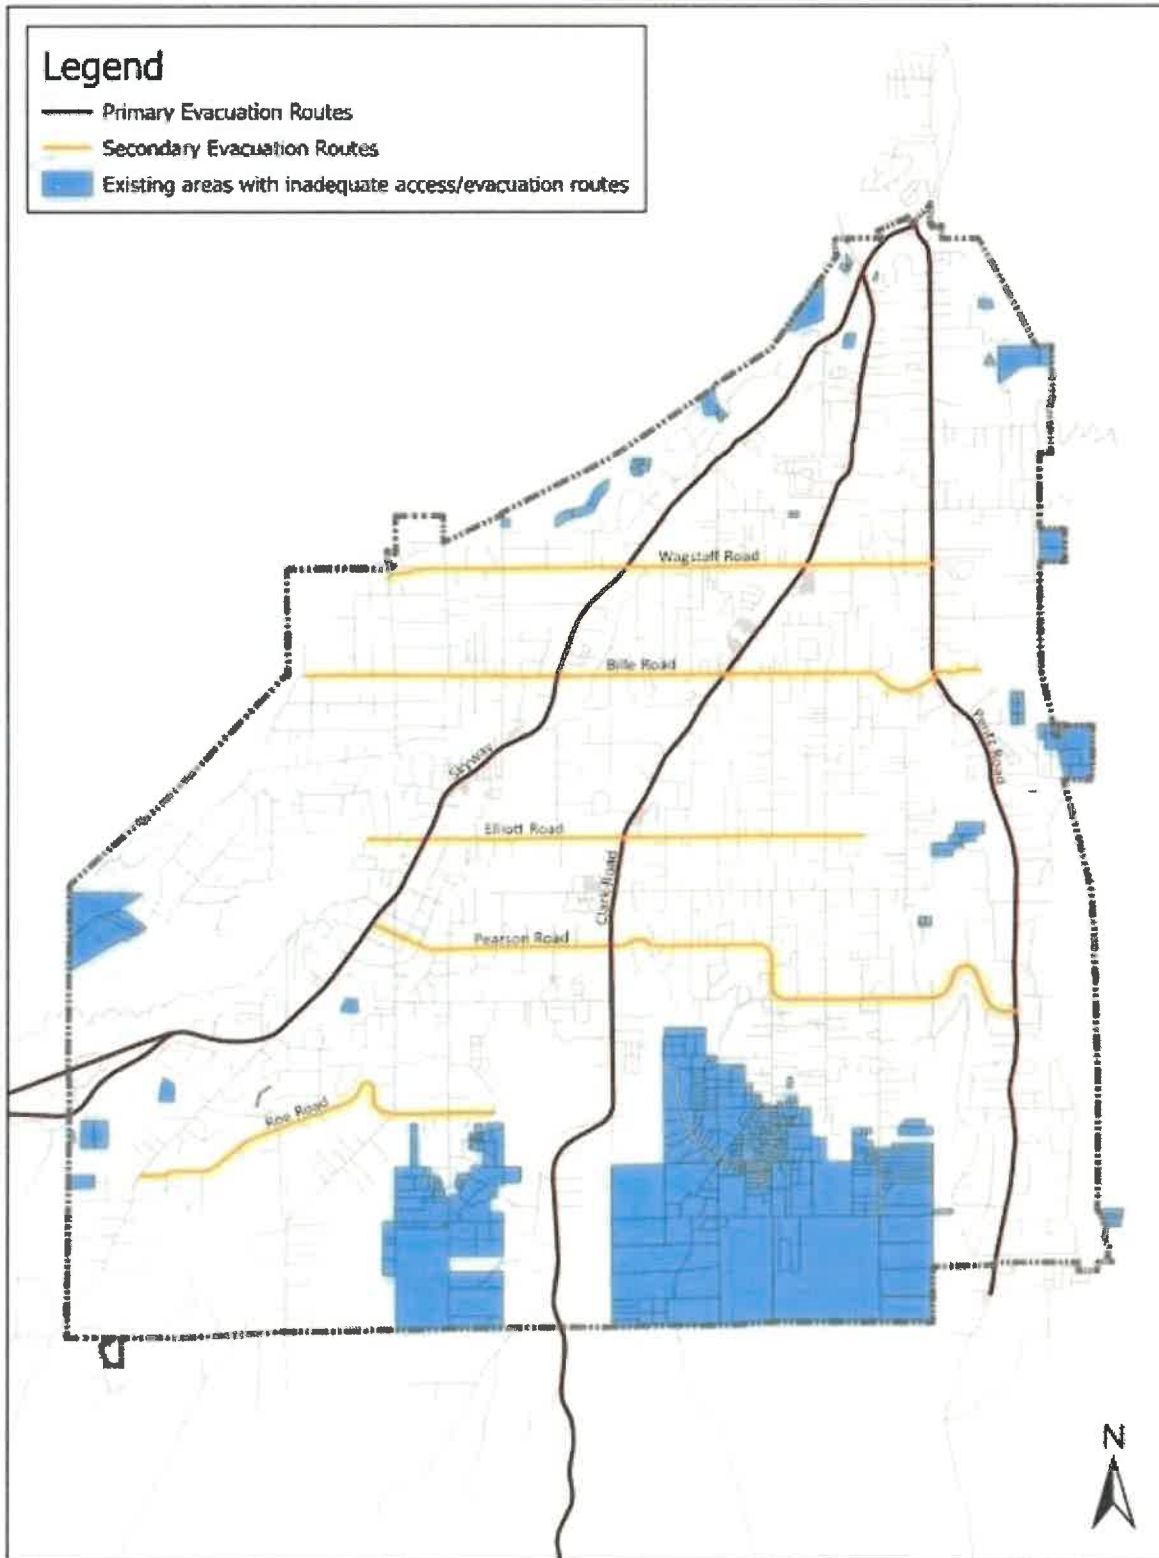 Legend
Primary Evacuation Routes
Secondary Evacuation Routes
Existing areas with inadequate access/evacuation routes
Wagstaff Road
Bille Road
Skyway
Pentz Road
Elliott Road
Clark Road
Pearson Road
Roe Road
N